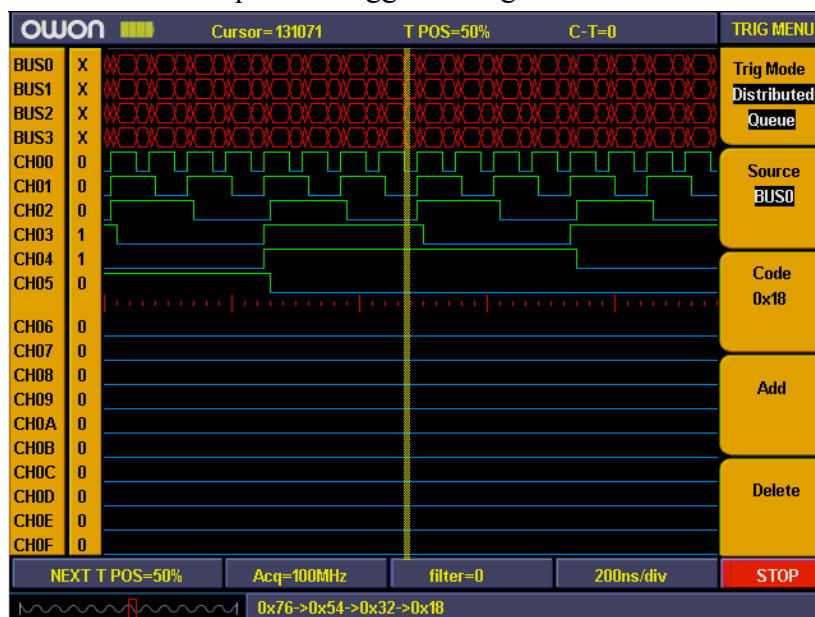 owon Cursor=131071 T POS=50% C-T=0 TRIG MENU
BUS0 X
BUS1 X
BUS2 X
BUS3 X
CH00 0
CH01 0
CH02 0
CH03 1
CH04 1
CH05 0
CH06 0
CH07 0
CH08 0
CH09 0
CH0A 0
CH0B 0
CH0C 0
CH0D 0
CH0E 0
CH0F 0
Trig Mode
Distributed
Queue
Source
BUS0
Code
0x18
Add
Delete
NEXT T POS=50% Acq=100MHz filter=0 200ns/div STOP
0x76->0x54->0x32->0x18